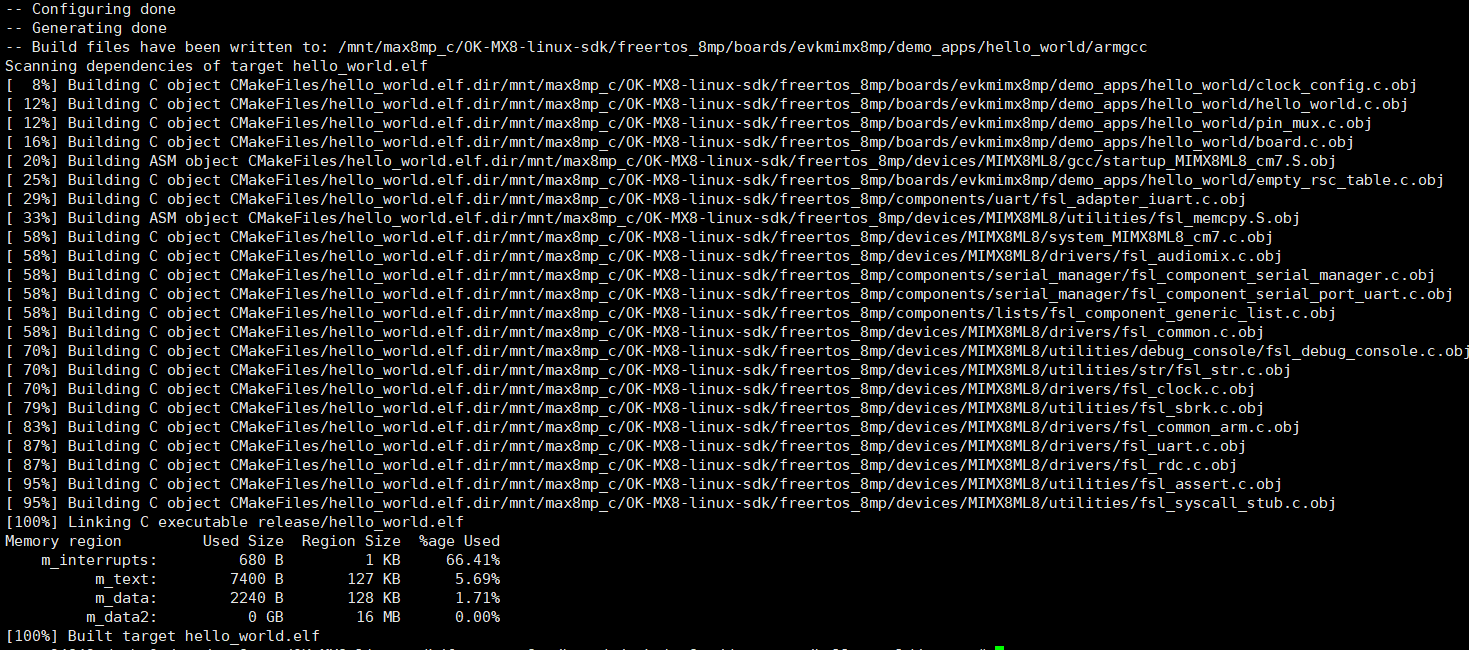 -- Configuring done
-- Generating done
-- Build files have been written to: /mnt/max8mp_c/OK-MX8-linux-sdk/freertos_8mp/boards/evkmimx8mp/demo_apps/hello_world/armgcc
Scanning dependencies of target hello_world.elf
[  8%] Building C object CMakeFiles/hello_world.elf.dir/mnt/max8mp_c/OK-MX8-linux-sdk/freertos_8mp/boards/evkmimx8mp/demo_apps/hello_world/clock_config.c.obj
[ 12%] Building C object CMakeFiles/hello_world.elf.dir/mnt/max8mp_c/OK-MX8-linux-sdk/freertos_8mp/boards/evkmimx8mp/demo_apps/hello_world/hello_world.c.obj
[ 12%] Building C object CMakeFiles/hello_world.elf.dir/mnt/max8mp_c/OK-MX8-linux-sdk/freertos_8mp/boards/evkmimx8mp/demo_apps/hello_world/pin_mux.c.obj
[ 16%] Building C object CMakeFiles/hello_world.elf.dir/mnt/max8mp_c/OK-MX8-linux-sdk/freertos_8mp/boards/evkmimx8mp/demo_apps/hello_world/board.c.obj
[ 20%] Building ASM object CMakeFiles/hello_world.elf.dir/mnt/max8mp_c/OK-MX8-linux-sdk/freertos_8mp/devices/MIMX8ML8/gcc/startup_MIMX8ML8_cm7.S.obj
[ 25%] Building C object CMakeFiles/hello_world.elf.dir/mnt/max8mp_c/OK-MX8-linux-sdk/freertos_8mp/boards/evkmimx8mp/demo_apps/hello_world/empty_rsc_table.c.obj
[ 29%] Building C object CMakeFiles/hello_world.elf.dir/mnt/max8mp_c/OK-MX8-linux-sdk/freertos_8mp/components/uart/fsl_adapter_iuart.c.obj
[ 33%] Building ASM object CMakeFiles/hello_world.elf.dir/mnt/max8mp_c/OK-MX8-linux-sdk/freertos_8mp/devices/MIMX8ML8/utilities/fsl_memcpy.S.obj
[ 58%] Building C object CMakeFiles/hello_world.elf.dir/mnt/max8mp_c/OK-MX8-linux-sdk/freertos_8mp/devices/MIMX8ML8/system_MIMX8ML8_cm7.c.obj
[ 58%] Building C object CMakeFiles/hello_world.elf.dir/mnt/max8mp_c/OK-MX8-linux-sdk/freertos_8mp/devices/MIMX8ML8/drivers/fsl_audiomix.c.obj
[ 58%] Building C object CMakeFiles/hello_world.elf.dir/mnt/max8mp_c/OK-MX8-linux-sdk/freertos_8mp/components/serial_manager/fsl_component_serial_manager.c.obj
[ 58%] Building C object CMakeFiles/hello_world.elf.dir/mnt/max8mp_c/OK-MX8-linux-sdk/freertos_8mp/components/serial_manager/fsl_component_serial_port_uart.c.obj
[ 58%] Building C object CMakeFiles/hello_world.elf.dir/mnt/max8mp_c/OK-MX8-linux-sdk/freertos_8mp/components/lists/fsl_component_generic_list.c.obj
[ 58%] Building C object CMakeFiles/hello_world.elf.dir/mnt/max8mp_c/OK-MX8-linux-sdk/freertos_8mp/devices/MIMX8ML8/drivers/fsl_common.c.obj
[ 70%] Building C object CMakeFiles/hello_world.elf.dir/mnt/max8mp_c/OK-MX8-linux-sdk/freertos_8mp/devices/MIMX8ML8/utilities/debug_console/fsl_debug_console.c.obj
[ 70%] Building C object CMakeFiles/hello_world.elf.dir/mnt/max8mp_c/OK-MX8-linux-sdk/freertos_8mp/devices/MIMX8ML8/utilities/str/fsl_str.c.obj
[ 70%] Building C object CMakeFiles/hello_world.elf.dir/mnt/max8mp_c/OK-MX8-linux-sdk/freertos_8mp/devices/MIMX8ML8/drivers/fsl_clock.c.obj
[ 79%] Building C object CMakeFiles/hello_world.elf.dir/mnt/max8mp_c/OK-MX8-linux-sdk/freertos_8mp/devices/MIMX8ML8/utilities/fsl_sbrk.c.obj
[ 83%] Building C object CMakeFiles/hello_world.elf.dir/mnt/max8mp_c/OK-MX8-linux-sdk/freertos_8mp/devices/MIMX8ML8/drivers/fsl_common_arm.c.obj
[ 87%] Building C object CMakeFiles/hello_world.elf.dir/mnt/max8mp_c/OK-MX8-linux-sdk/freertos_8mp/devices/MIMX8ML8/drivers/fsl_uart.c.obj
[ 87%] Building C object CMakeFiles/hello_world.elf.dir/mnt/max8mp_c/OK-MX8-linux-sdk/freertos_8mp/devices/MIMX8ML8/drivers/fsl_rdc.c.obj
[ 95%] Building C object CMakeFiles/hello_world.elf.dir/mnt/max8mp_c/OK-MX8-linux-sdk/freertos_8mp/devices/MIMX8ML8/utilities/fsl_assert.c.obj
[ 95%] Building C object CMakeFiles/hello_world.elf.dir/mnt/max8mp_c/OK-MX8-linux-sdk/freertos_8mp/devices/MIMX8ML8/utilities/fsl_syscall_stub.c.obj
[100%] Linking C executable release/hello_world.elf
Memory region         Used Size  Region Size  %age Used
    m_interrupts:         680 B         1 KB     66.41%
          m_text:        7400 B       127 KB      5.69%
          m_data:        2240 B       128 KB      1.71%
         m_data2:          0 GB        16 MB      0.00%
[100%] Built target hello_world.elf